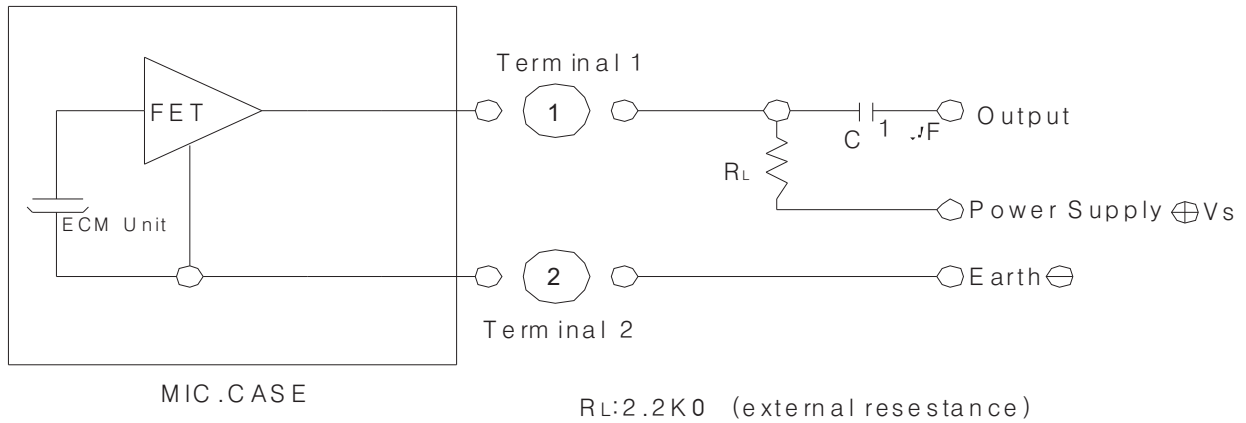 Terminal 1
FET
1
Output
C 1 μF
RL
Power Supply ⊕Vs
ECM Unit
2
Earth⊖
Terminal 2
MIC.CASE
RL:2.2K0 (external resestance)